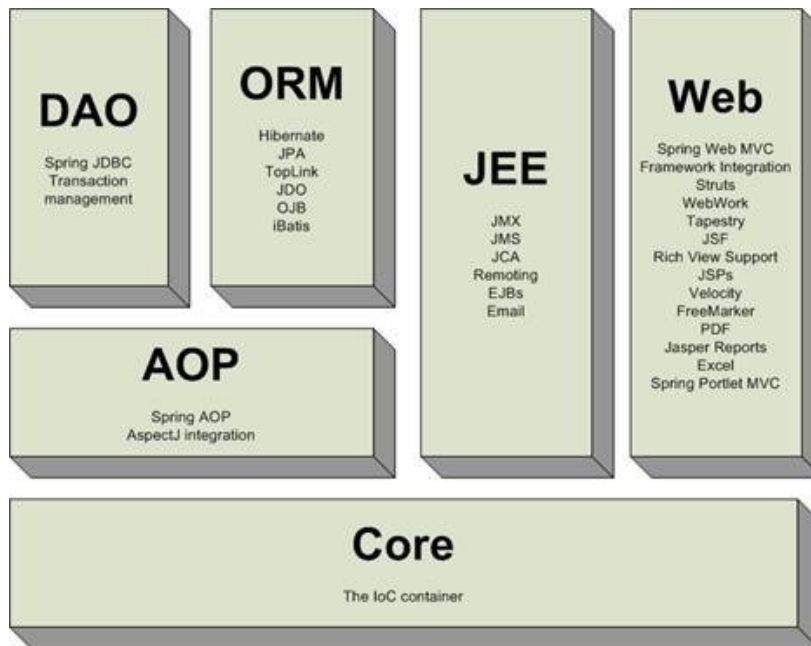 DAO
Spring JDBC
Transaction
management
ORM
Hibernate
JPA
TopLink
JDO
OJB
iBatis
JEE
JMX
JMS
JCA
Remoting
EJBs
Email
Web
Spring Web MVC
Framework Integration
Struts
WebWork
Tapestry
JSF
Rich View Support
JSPs
Velocity
FreeMarker
PDF
Jasper Reports
Excel
Spring Portlet MVC
AOP
Spring AOP
AspectJ integration
Core
The IoC container